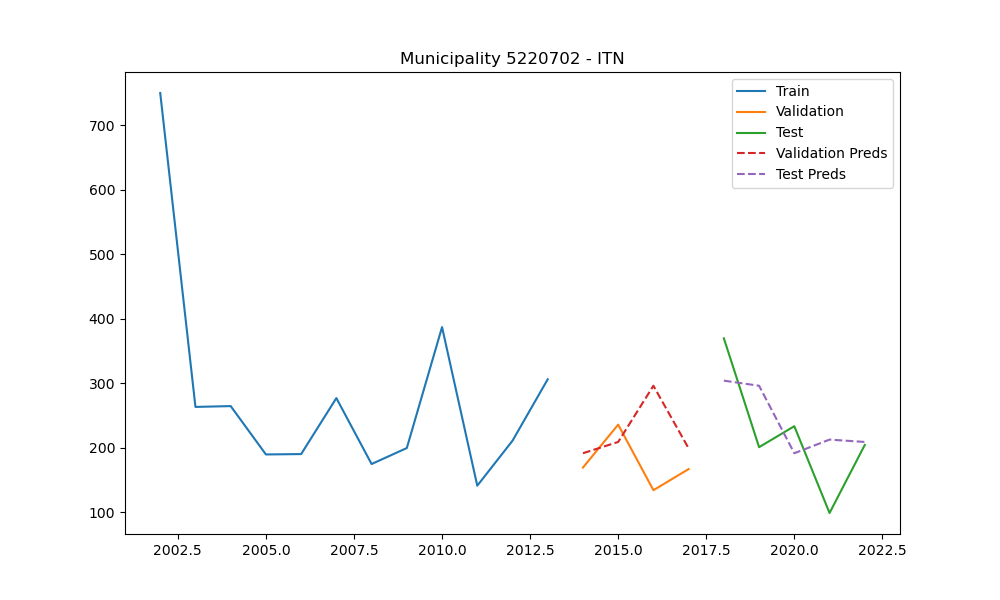 Municipality 5220702 - ITN
Train
Validation
Test
Validation Preds
Test Preds
700
600
500
400
300
200
100
2002.5 2005.0 2007.5 2010.0 2012.5 2015.0 2017.5 2020.0 2022.5